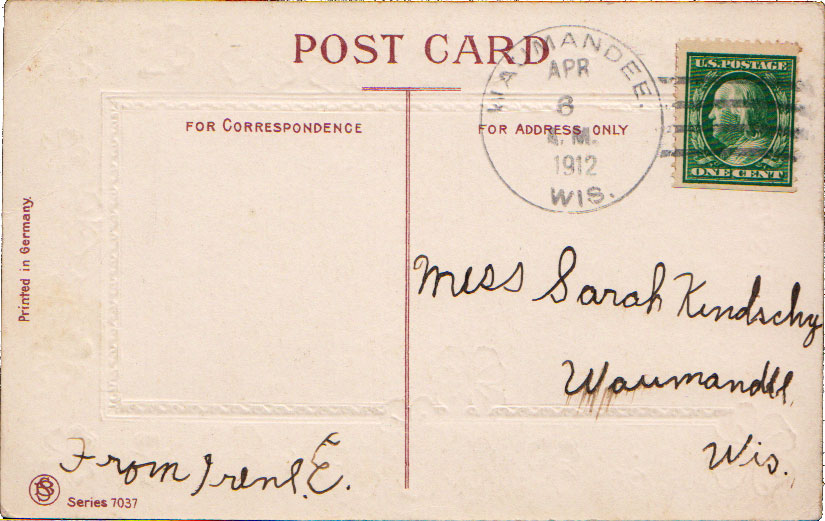 POST CARD
WAUMANDEE.
APR
6
A.M.
1912
WIS.
U.S.POSTAGE
ONE CENT
FOR CORRESPONDENCE
FOR ADDRESS ONLY
Printed in Germany.
Miss Sarah Kindschy
Waumandee
Wis.
From Irene. E.
Series 7037